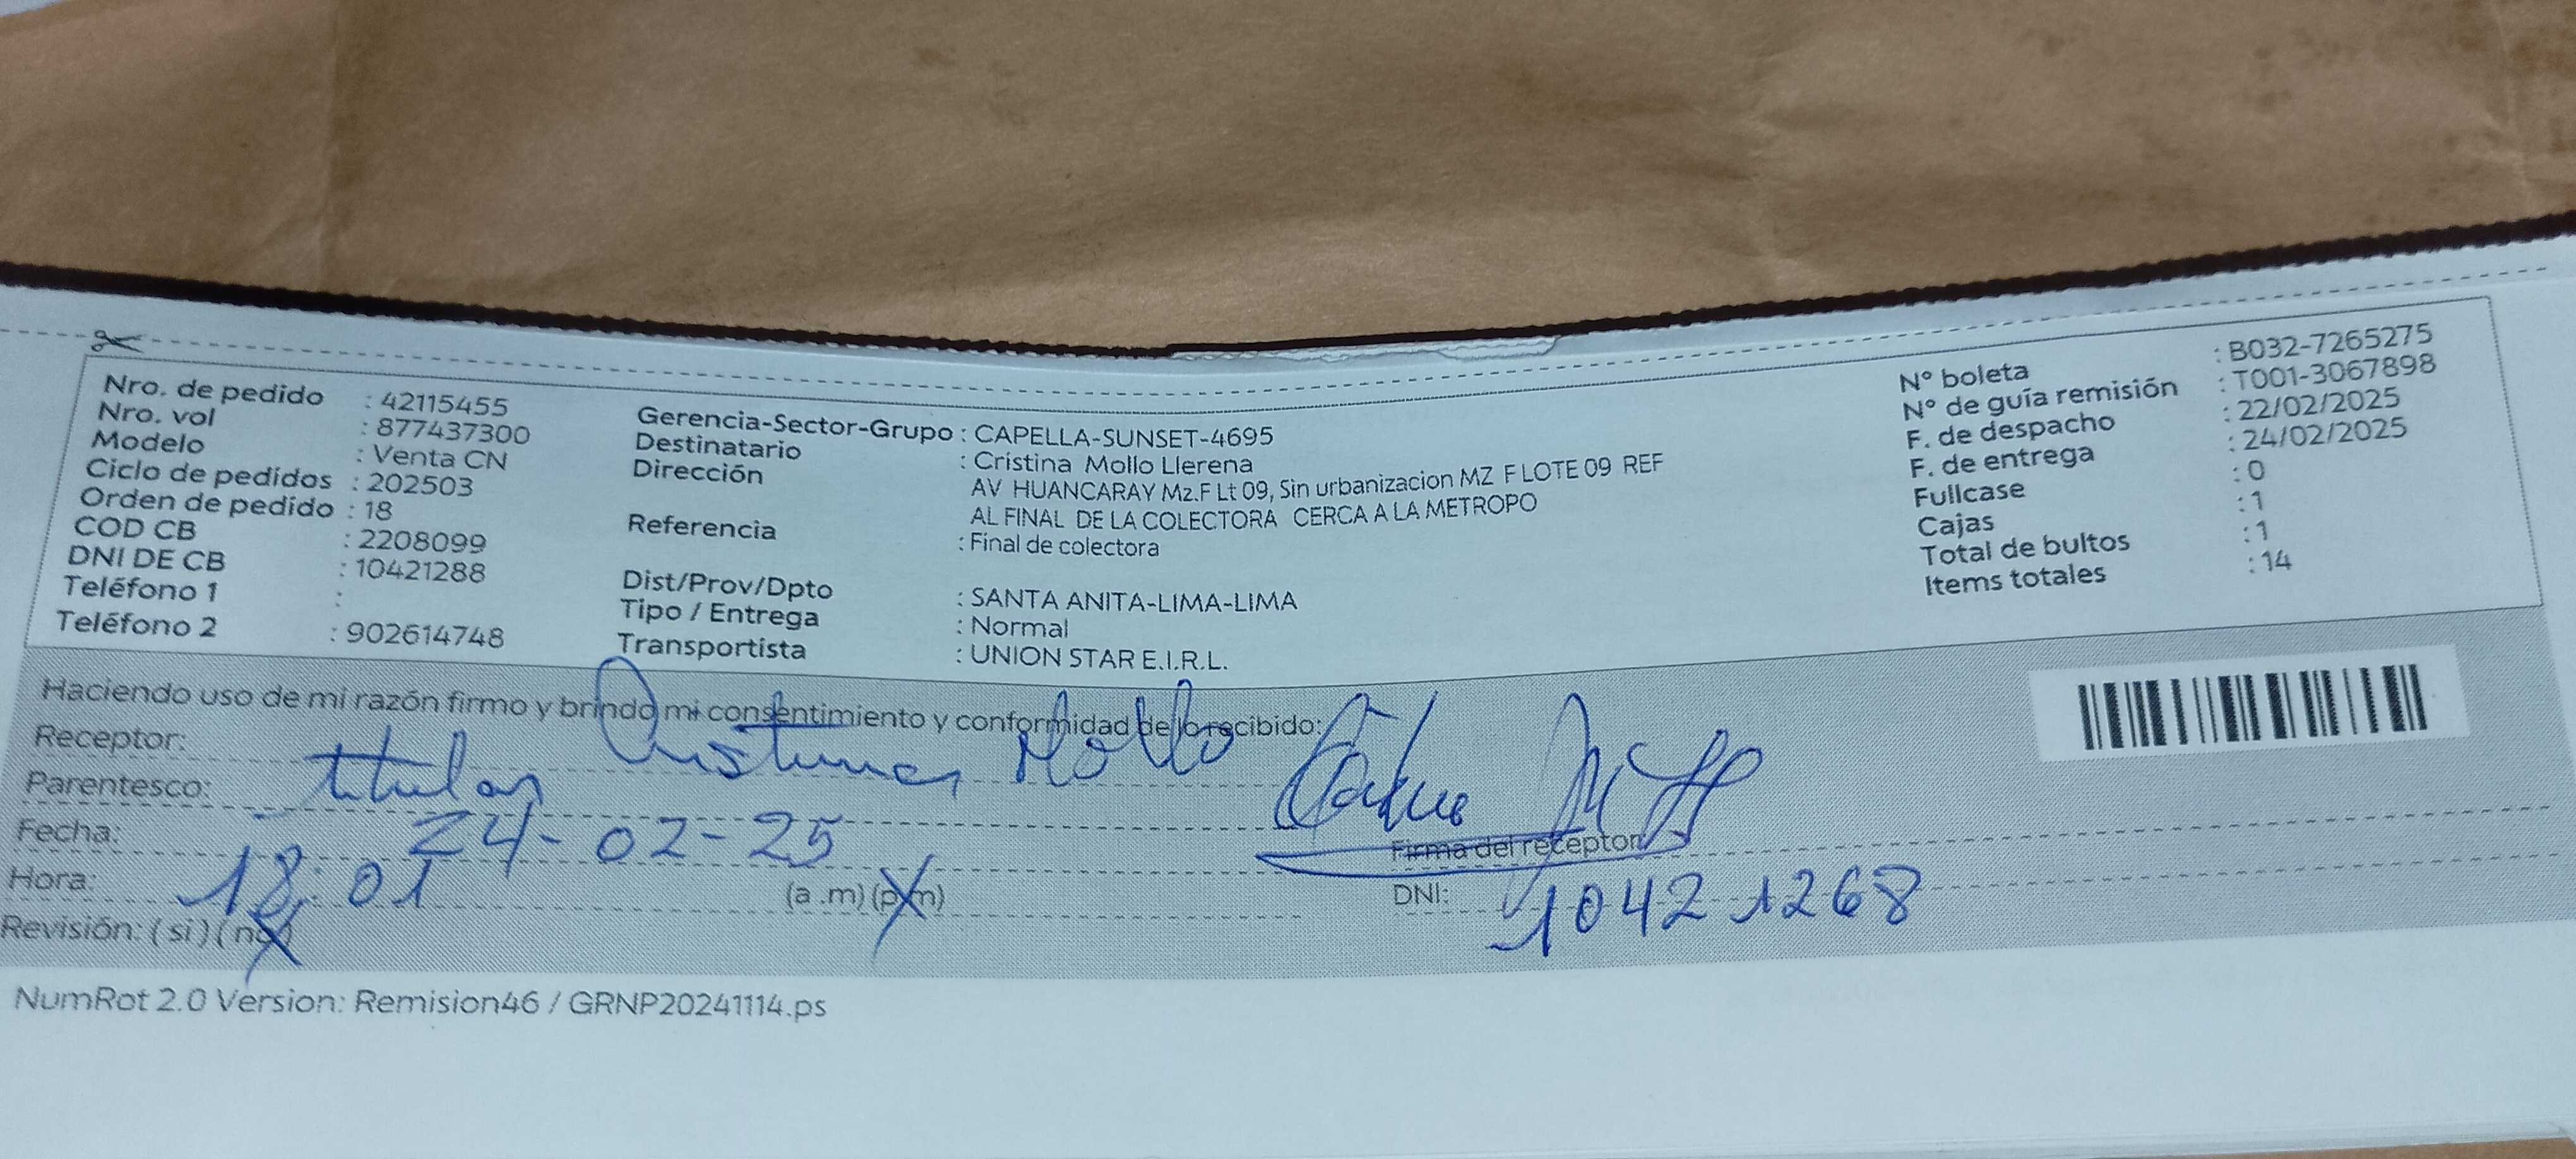 Nro. de pedido : 42115455
Nro. vol : 877437300
Modelo : Venta CN
Ciclo de pedidos : 202503
Orden de pedido : 18
COD CB : 2208099
DNI DE CB : 10421288
Teléfono 1 :
Teléfono 2 : 902614748
Gerencia-Sector-Grupo : CAPELLA-SUNSET-4695
Destinatario : Cristina Mollo Llerena
Dirección AV HUANCARAY Mz.F Lt 09, Sin urbanizacion MZ F LOTE 09 REF
AL FINAL DE LA COLECTORA CERCA A LA METROPO
Referencia : Final de colectora
Dist/Prov/Dpto : SANTA ANITA-LIMA-LIMA
Tipo / Entrega : Normal
Transportista : UNION STAR E.I.R.L.
N° boleta : B032-7265275
N° de guía remisión : T001-3067898
F. de despacho : 22/02/2025
F. de entrega : 24/02/2025
Fullcase : 0
Cajas : 1
Total de bultos : 1
Items totales : 14
Haciendo uso de mi razón firmo y brindo mi consentimiento y conformidad de lo recibido:
Receptor: Cristina Mollo
Parentesco: titular
Fecha: 24-02-25
Firma del receptor
Hora: 18:01 (a .m) (p.m)
DNI: 10421268
Revisión: ( si ) ( no )
NumRot 2.0 Version: Remision46 / GRNP20241114.ps